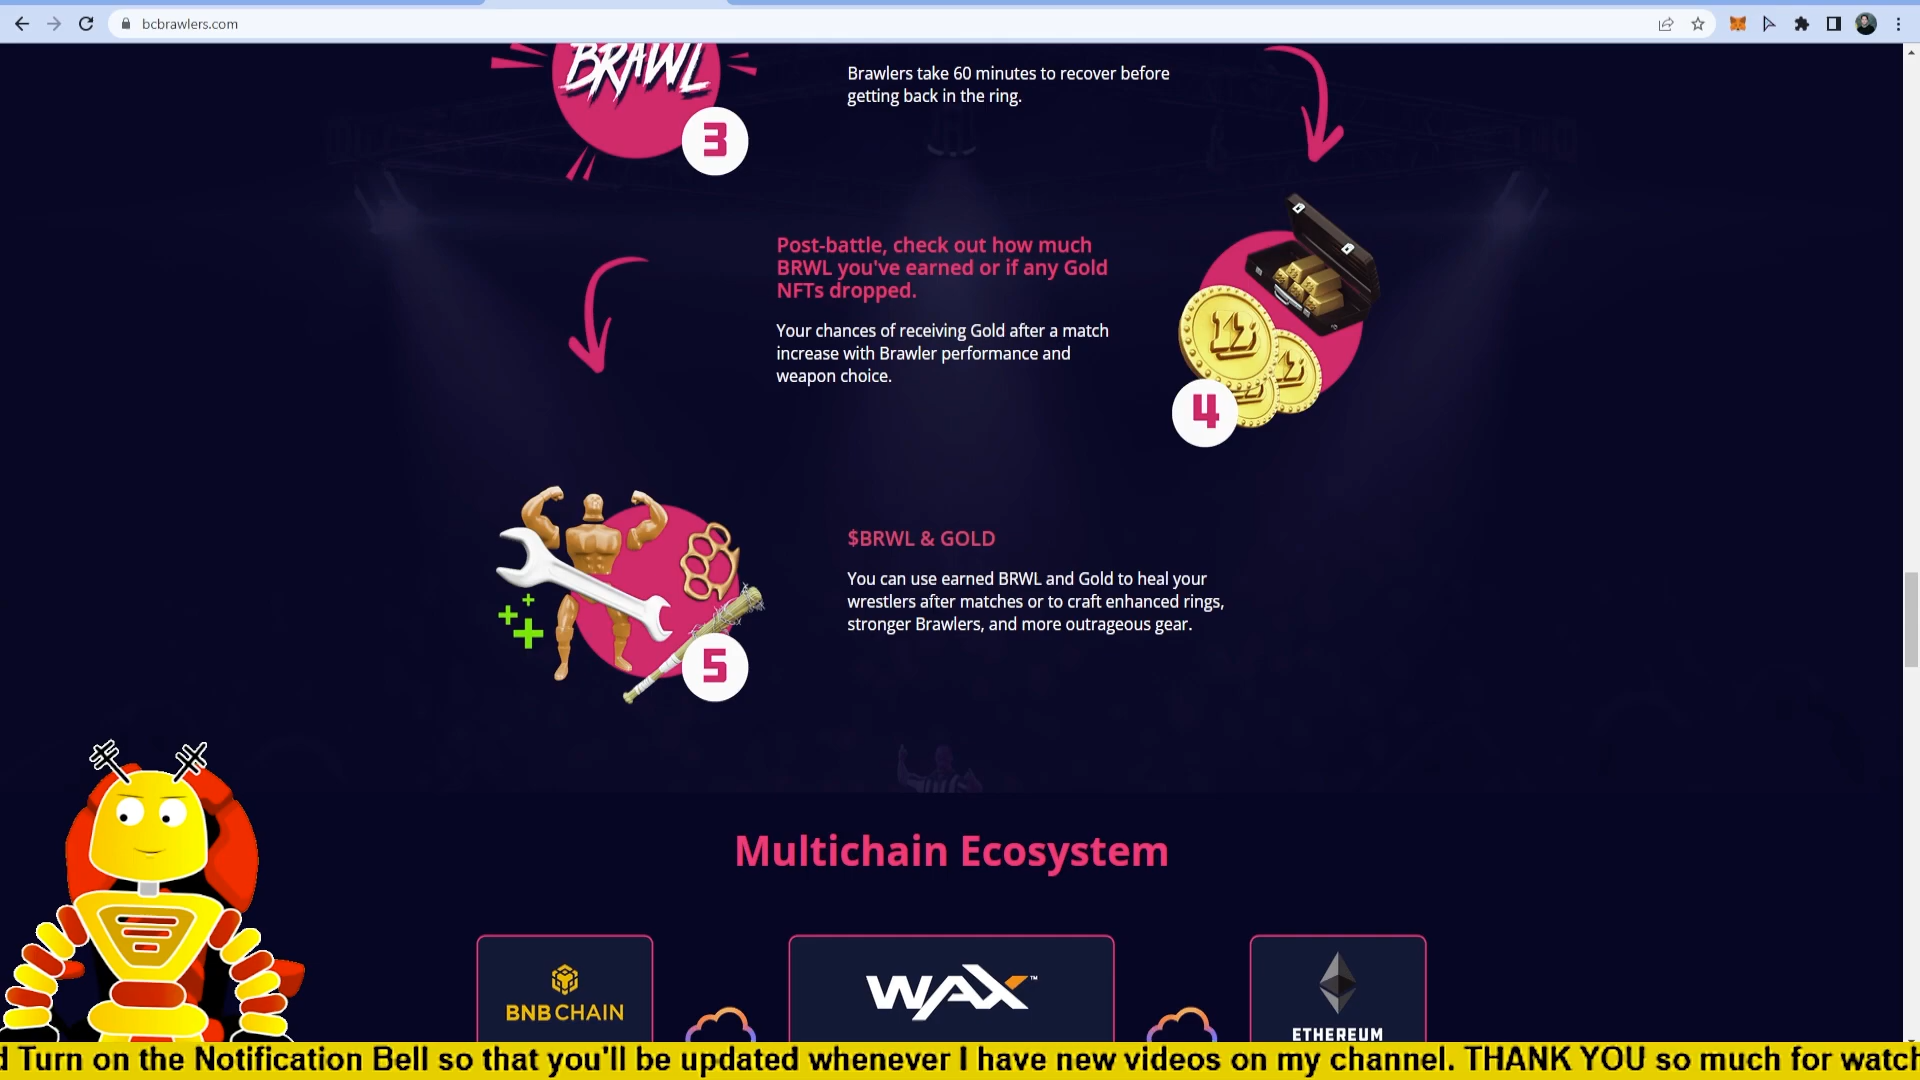 bcbrawlers.com
BRAWL
3
Brawlers take 60 minutes to recover before
getting back in the ring.
Post-battle, check out how much
BRWL you've earned or if any Gold
NFTs dropped.
Your chances of receiving Gold after a match
increase with Brawler performance and
weapon choice.
4
$BRWL & GOLD
You can use earned BRWL and Gold to heal your
wrestlers after matches or to craft enhanced rings,
stronger Brawlers, and more outrageous gear.
5
Multichain Ecosystem
BNB CHAIN
WAX™
ETHEREUM
d Turn on the Notification Bell so that you'll be updated whenever I have new videos on my channel. THANK YOU so much for watch